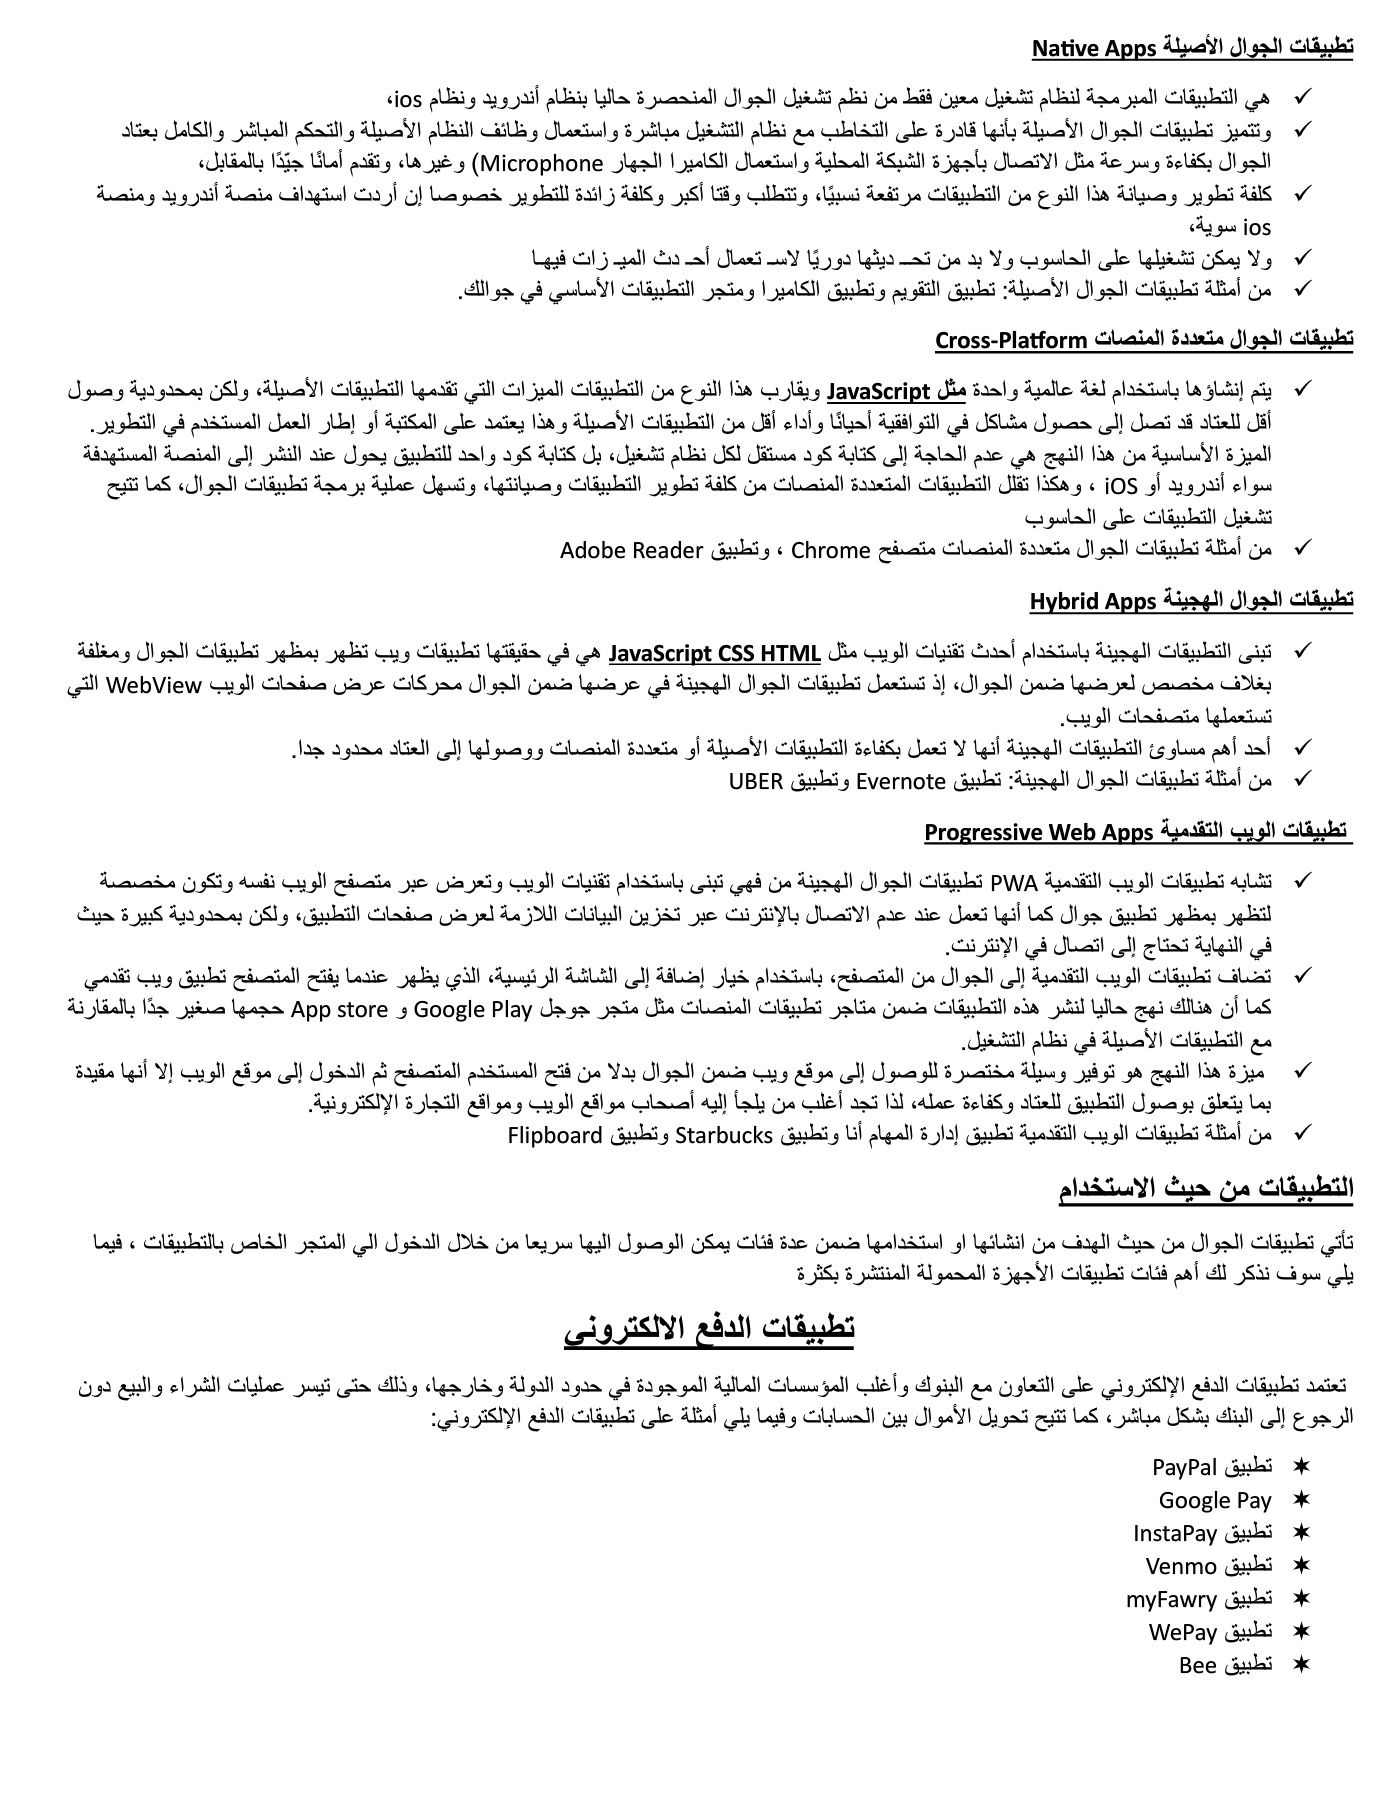 تطبيقات الجوال الأصيلة Native Apps
✓ هي التطبيقات المبرمجة لنظام تشغيل معين فقط من نظم تشغيل الجوال المنحصرة حاليا بنظام أندرويد ونظام ios،
✓ وتتميز تطبيقات الجوال الأصيلة بأنها قادرة على التخاطب مع نظام التشغيل مباشرة واستعمال وظائف النظام الأصيلة والتحكم المباشر والكامل بعتاد
الجوال بكفاءة وسرعة مثل الاتصال بأجهزة الشبكة المحلية واستعمال الكاميرا الجهار Microphone) وغيرها، وتقدم أمانًا جيّدًا بالمقابل،
✓ كلفة تطوير وصيانة هذا النوع من التطبيقات مرتفعة نسبيًا، وتتطلب وقتا أكبر وكلفة زائدة للتطوير خصوصا إن أردت استهداف منصة أندرويد ومنصة
ios سوية،
✓ ولا يمكن تشغيلها على الحاسوب ولا بد من تحــ ديثها دوريًا لاسـ تعمال أحـ دث الميـ زات فيهـا
✓ من أمثلة تطبيقات الجوال الأصيلة: تطبيق التقويم وتطبيق الكاميرا ومتجر التطبيقات الأساسي في جوالك.
تطبيقات الجوال متعددة المنصات Cross-Platform
✓ يتم إنشاؤها باستخدام لغة عالمية واحدة مثل JavaScript ويقارب هذا النوع من التطبيقات الميزات التي تقدمها التطبيقات الأصيلة، ولكن بمحدودية وصول
أقل للعتاد قد تصل إلى حصول مشاكل في التوافقية أحيانًا وأداء أقل من التطبيقات الأصيلة وهذا يعتمد على المكتبة أو إطار العمل المستخدم في التطوير.
الميزة الأساسية من هذا النهج هي عدم الحاجة إلى كتابة كود مستقل لكل نظام تشغيل، بل كتابة كود واحد للتطبيق يحول عند النشر إلى المنصة المستهدفة
سواء أندرويد أو iOS ، وهكذا تقلل التطبيقات المتعددة المنصات من كلفة تطوير التطبيقات وصيانتها، وتسهل عملية برمجة تطبيقات الجوال، كما تتيح
تشغيل التطبيقات على الحاسوب
✓ من أمثلة تطبيقات الجوال متعددة المنصات متصفح Chrome ، وتطبيق Adobe Reader
تطبيقات الجوال الهجينة Hybrid Apps
✓ تبنى التطبيقات الهجينة باستخدام أحدث تقنيات الويب مثل JavaScript CSS HTML هي في حقيقتها تطبيقات ويب تظهر بمظهر تطبيقات الجوال ومغلفة
بغلاف مخصص لعرضها ضمن الجوال، إذ تستعمل تطبيقات الجوال الهجينة في عرضها ضمن الجوال محركات عرض صفحات الويب WebView التي
تستعملها متصفحات الويب.
✓ أحد أهم مساوئ التطبيقات الهجينة أنها لا تعمل بكفاءة التطبيقات الأصيلة أو متعددة المنصات ووصولها إلى العتاد محدود جدا.
✓ من أمثلة تطبيقات الجوال الهجينة: تطبيق Evernote وتطبيق UBER
تطبيقات الويب التقدمية Progressive Web Apps
✓ تشابه تطبيقات الويب التقدمية PWA تطبيقات الجوال الهجينة من فهي تبنى باستخدام تقنيات الويب وتعرض عبر متصفح الويب نفسه وتكون مخصصة
لتظهر بمظهر تطبيق جوال كما أنها تعمل عند عدم الاتصال بالإنترنت عبر تخزين البيانات اللازمة لعرض صفحات التطبيق، ولكن بمحدودية كبيرة حيث
في النهاية تحتاج إلى اتصال في الإنترنت.
✓ تضاف تطبيقات الويب التقدمية إلى الجوال من المتصفح، باستخدام خيار إضافة إلى الشاشة الرئيسية، الذي يظهر عندما يفتح المتصفح تطبيق ويب تقدمي
كما أن هنالك نهج حاليا لنشر هذه التطبيقات ضمن متاجر تطبيقات المنصات مثل متجر جوجل Google Play و App store حجمها صغير جدًا بالمقارنة
مع التطبيقات الأصيلة في نظام التشغيل.
✓ ميزة هذا النهج هو توفير وسيلة مختصرة للوصول إلى موقع ويب ضمن الجوال بدلا من فتح المستخدم المتصفح ثم الدخول إلى موقع الويب إلا أنها مقيدة
بما يتعلق بوصول التطبيق للعتاد وكفاءة عمله، لذا تجد أغلب من يلجأ إليه أصحاب مواقع الويب ومواقع التجارة الإلكترونية.
✓ من أمثلة تطبيقات الويب التقدمية تطبيق إدارة المهام أنا وتطبيق Starbucks وتطبيق Flipboard
التطبيقات من حيث الاستخدام
تأتي تطبيقات الجوال من حيث الهدف من انشائها او استخدامها ضمن عدة فئات يمكن الوصول اليها سريعا من خلال الدخول الي المتجر الخاص بالتطبيقات ، فيما
يلي سوف نذكر لك أهم فئات تطبيقات الأجهزة المحمولة المنتشرة بكثرة
تطبيقات الدفع الالكتروني
تعتمد تطبيقات الدفع الإلكتروني على التعاون مع البنوك وأغلب المؤسسات المالية الموجودة في حدود الدولة وخارجها، وذلك حتى تيسر عمليات الشراء والبيع دون
الرجوع إلى البنك بشكل مباشر، كما تتيح تحويل الأموال بين الحسابات وفيما يلي أمثلة على تطبيقات الدفع الإلكتروني:
✶ تطبيق PayPal
✶ Google Pay
✶ تطبيق InstaPay
✶ تطبيق Venmo
✶ تطبيق myFawry
✶ تطبيق WePay
✶ تطبيق Bee